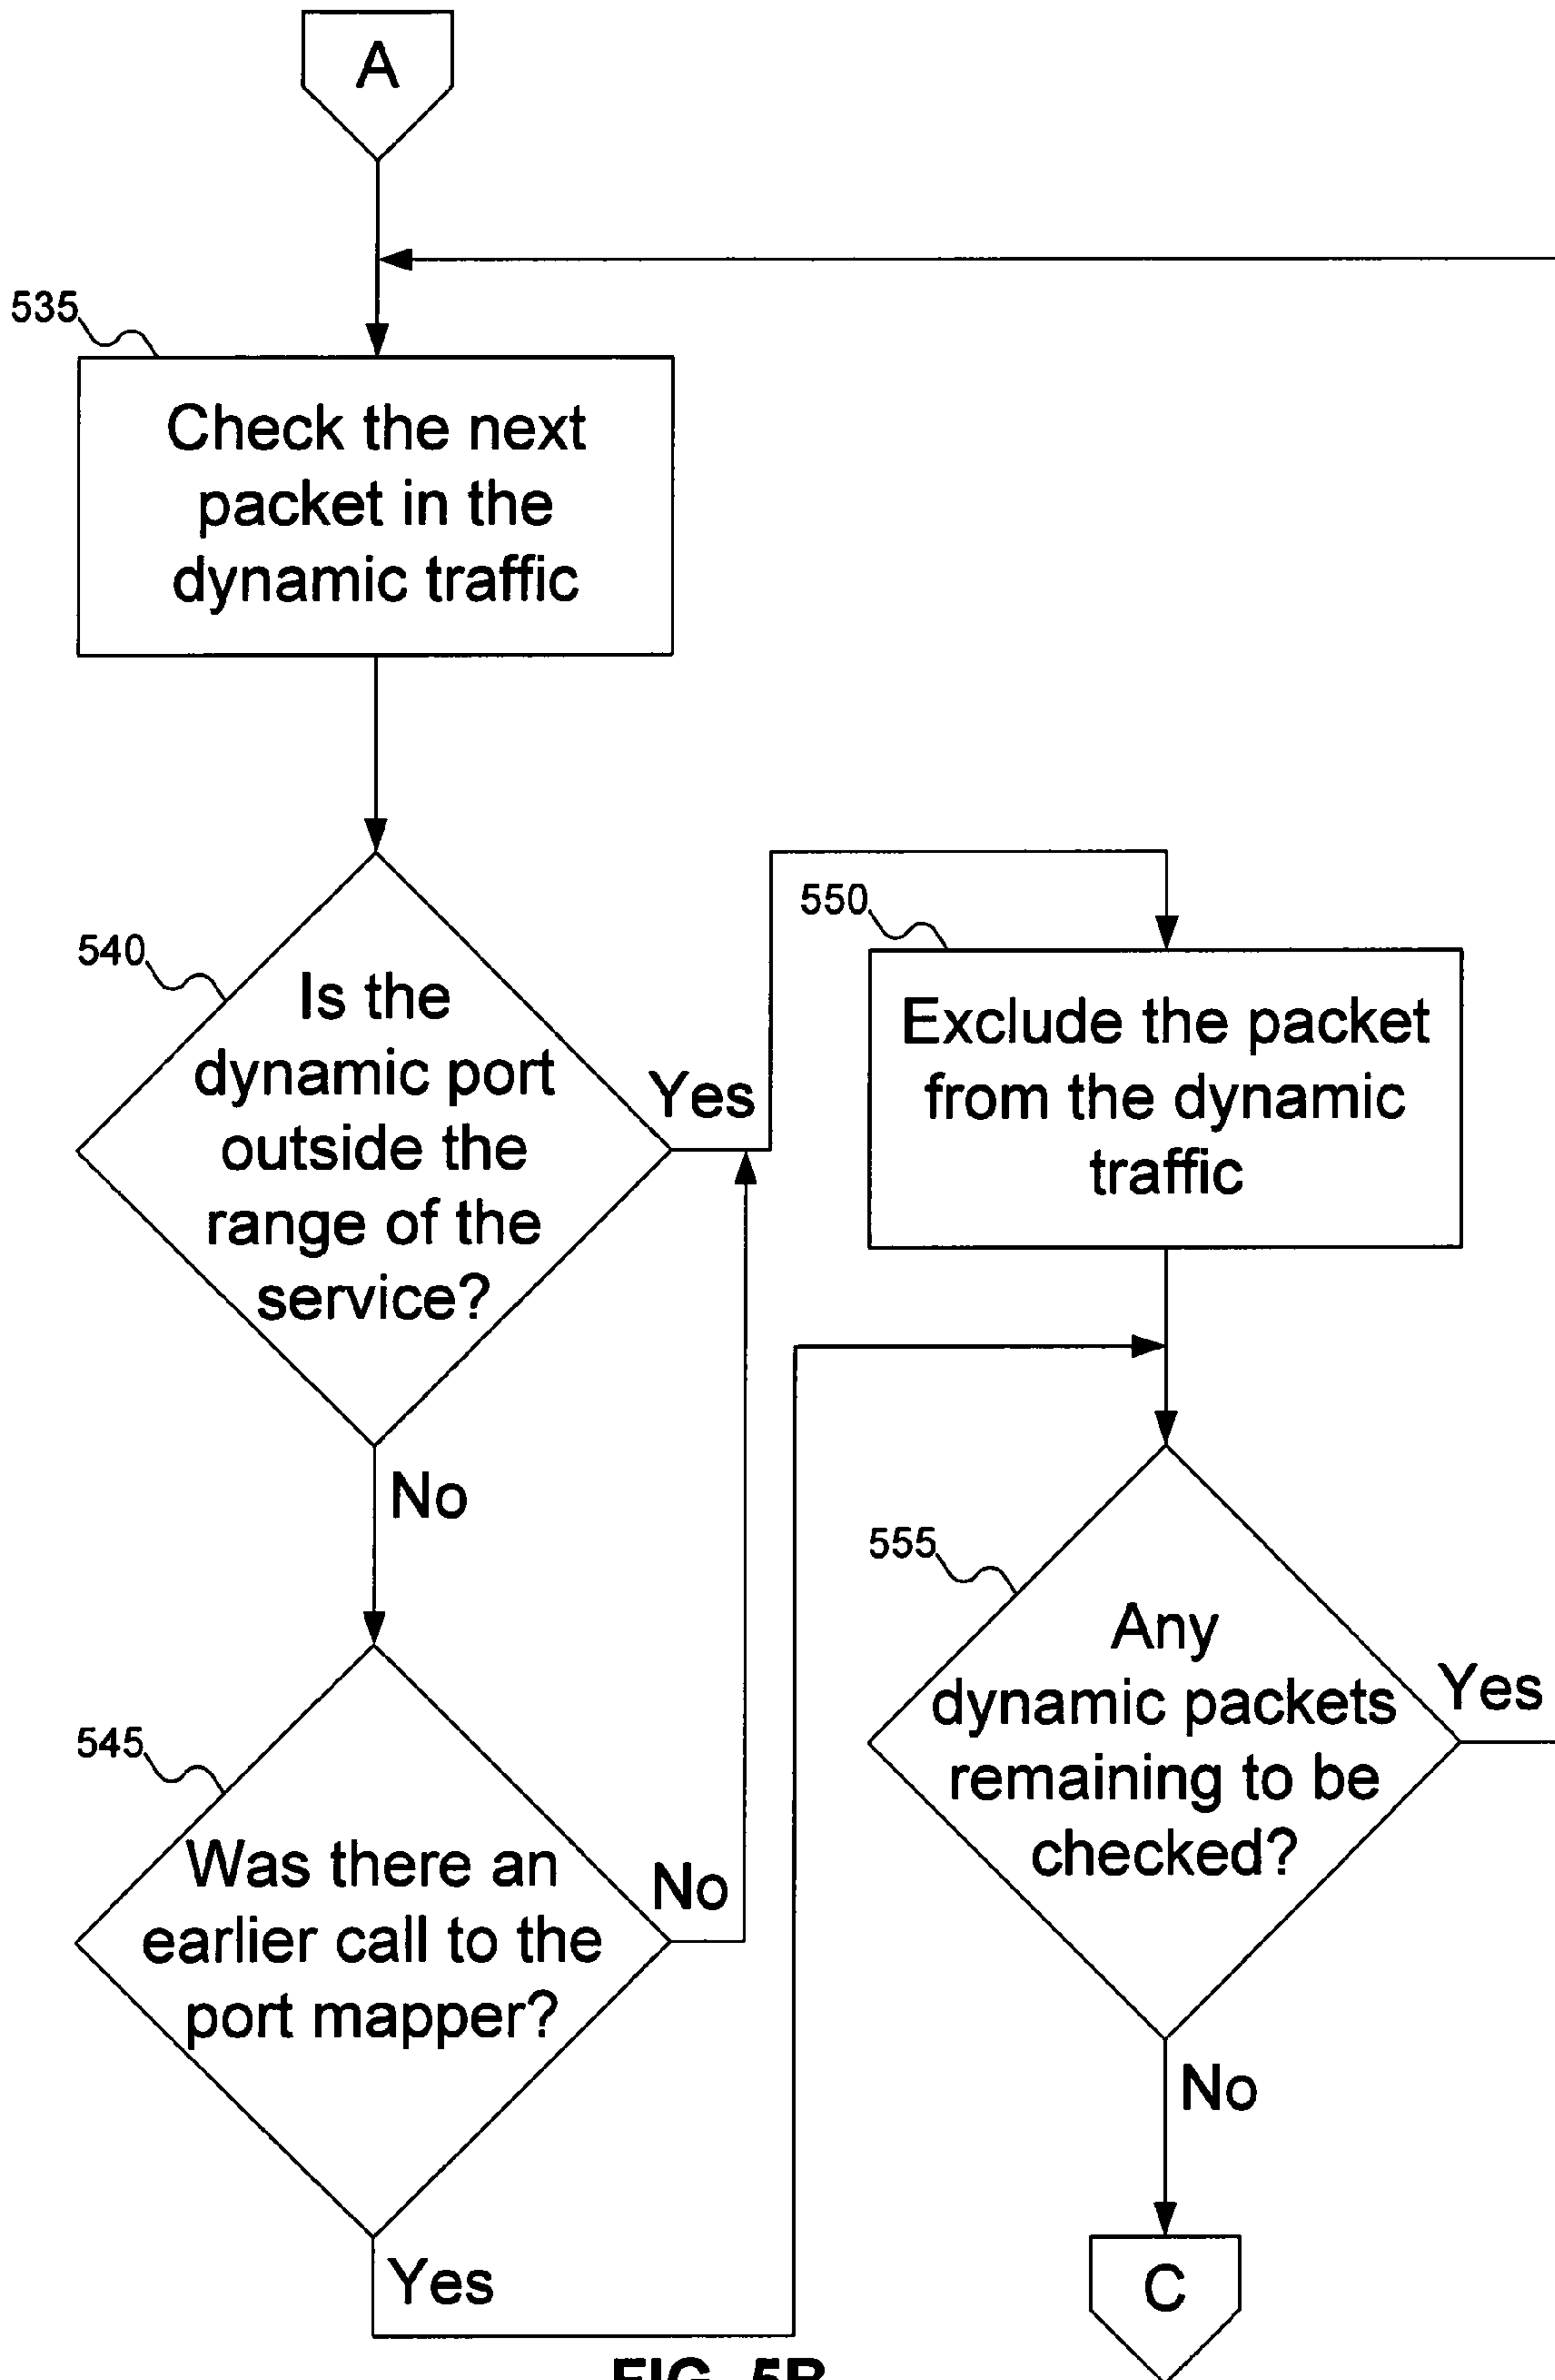 A
535
Check the next
packet in the
dynamic traffic
540
Is the
dynamic port
outside the
range of the
service?
Yes
No
545
Was there an
earlier call to the
port mapper?
No
Yes
550
Exclude the packet
from the dynamic
traffic
555
Any
dynamic packets
remaining to be
checked?
Yes
No
C
FIG. 5B